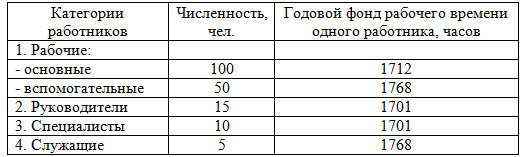 Категории работников Численность, чел. Годовой фонд рабочего времени одного работника, часов
1. Рабочие:
- основные 100 1712
- вспомогательные 50 1768
2. Руководители 15 1701
3. Специалисты 10 1701
4. Служащие 5 1768